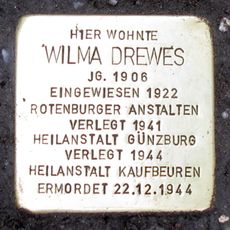 HIER WOHNTE
WILMA DREWES
JG. 1906
EINGEWIESEN 1922
ROTENBURGER ANSTALTEN
VERLEGT 1941
HEILANSTALT GÜNZBURG
VERLEGT 1944
HEILANSTALT KAUFBEUREN
ERMORDET 22.12.1944